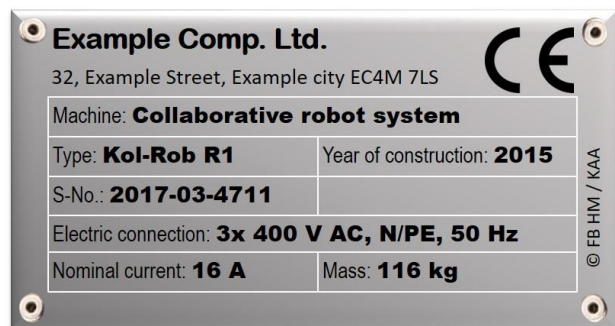 Example Comp. Ltd.
CE
32, Example Street, Example city EC4M 7LS
Machine: Collaborative robot system
Type: Kol-Rob R1 Year of construction: 2015
S-No.: 2017-03-4711
Electric connection: 3x 400 V AC, N/PE, 50 Hz
Nominal current: 16 A Mass: 116 kg
© FB HM / KAA